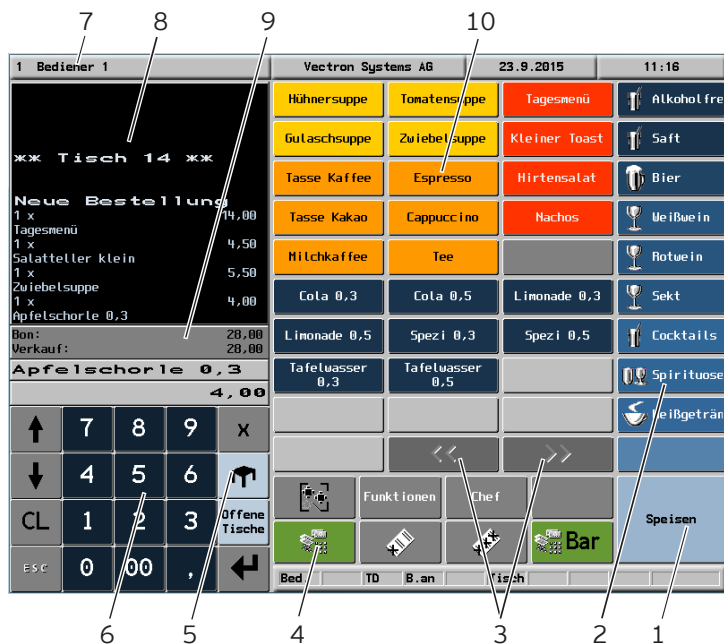 7 8 9 10
1 Bediener 1 Vectron Systems AG 23.9.2015 11:16
** Tisch 14 **
Neue Bestellung
1 x 14,00
Tagesmenü
1 x 4,50
Salatteller klein
1 x 5,50
Zwiebelsuppe
1 x 4,00
Apfelschorle 0,3
Bon: 28,00
Verkauf: 28,00
Apfelschorle 0,3
4,00
7 8 9 x
4 5 6
CL 1 2 3 Offene Tische
ESC 0 00 ,
Hühnersuppe Tomatensuppe Tagesmenü Alkoholfre
Gulaschsuppe Zwiebelsuppe Kleiner Toast Saft
Tasse Kaffee Espresso Hirtensalat Bier
Tasse Kakao Cappuccino Nachos Weißwein
Milchkaffee Tee Rotwein
Cola 0,3 Cola 0,5 Limonade 0,3 Sekt
Limonade 0,5 Spezi 0,3 Spezi 0,5 Cocktails
Tafelwasser 0,3 Tafelwasser 0,5 Spirituose
Heißgeträn
<< >>
Funktionen Chef Speisen
Bar
Bed. TD B.an Tisch
6 5 4 3 2 1